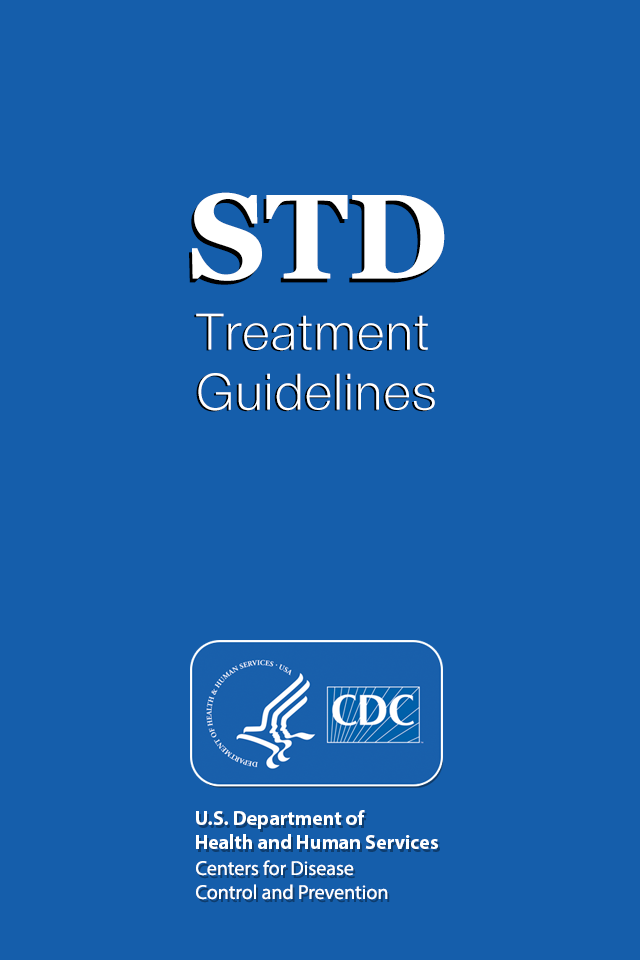 STD
Treatment
Guidelines
DEPARTMENT OF HEALTH & HUMAN SERVICES · USA
CDC
U.S. Department of
Health and Human Services
Centers for Disease
Control and Prevention